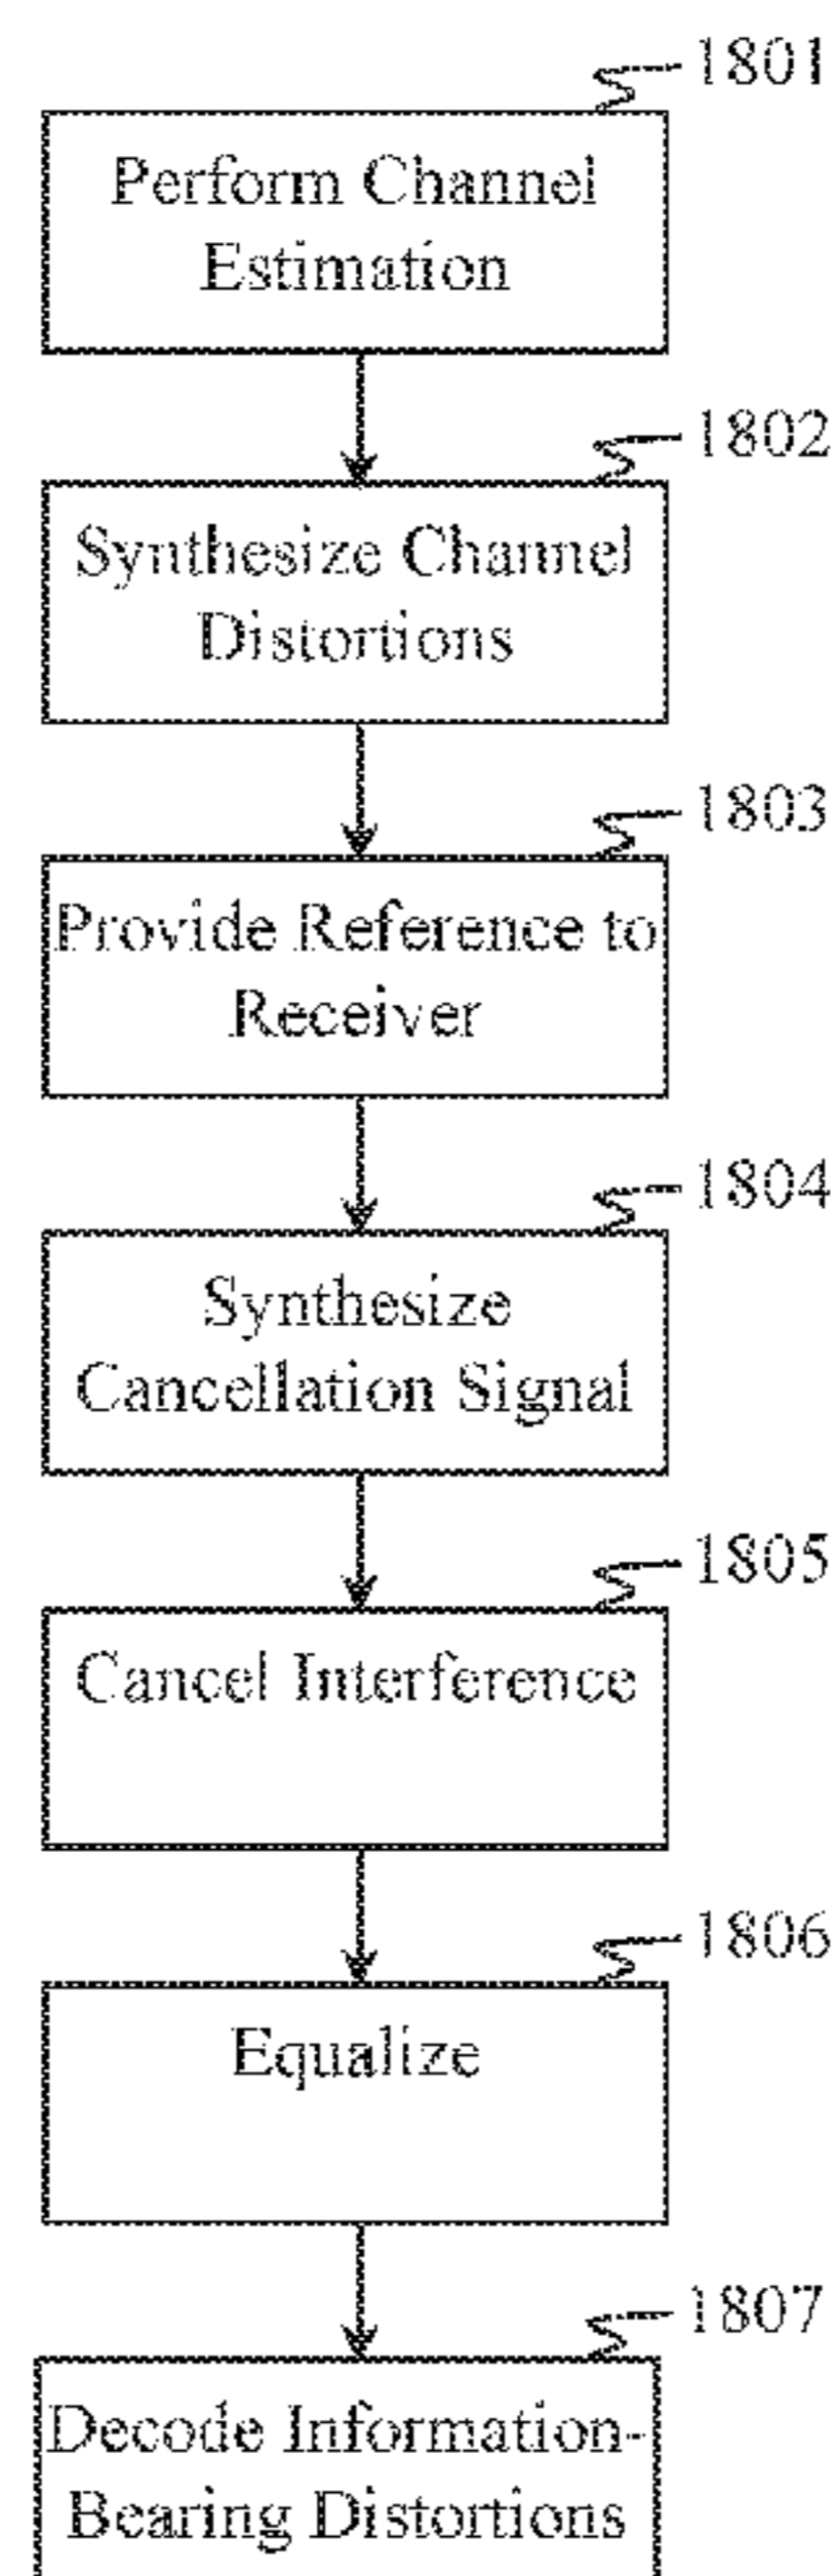 1801
Perform Channel
Estimation
1802
Synthesize Channel
Distortions
1803
Provide Reference to
Receiver
1804
Synthesize
Cancellation Signal
1805
Cancel Interference
1806
Equalize
1807
Decode Information-
Bearing Distortions